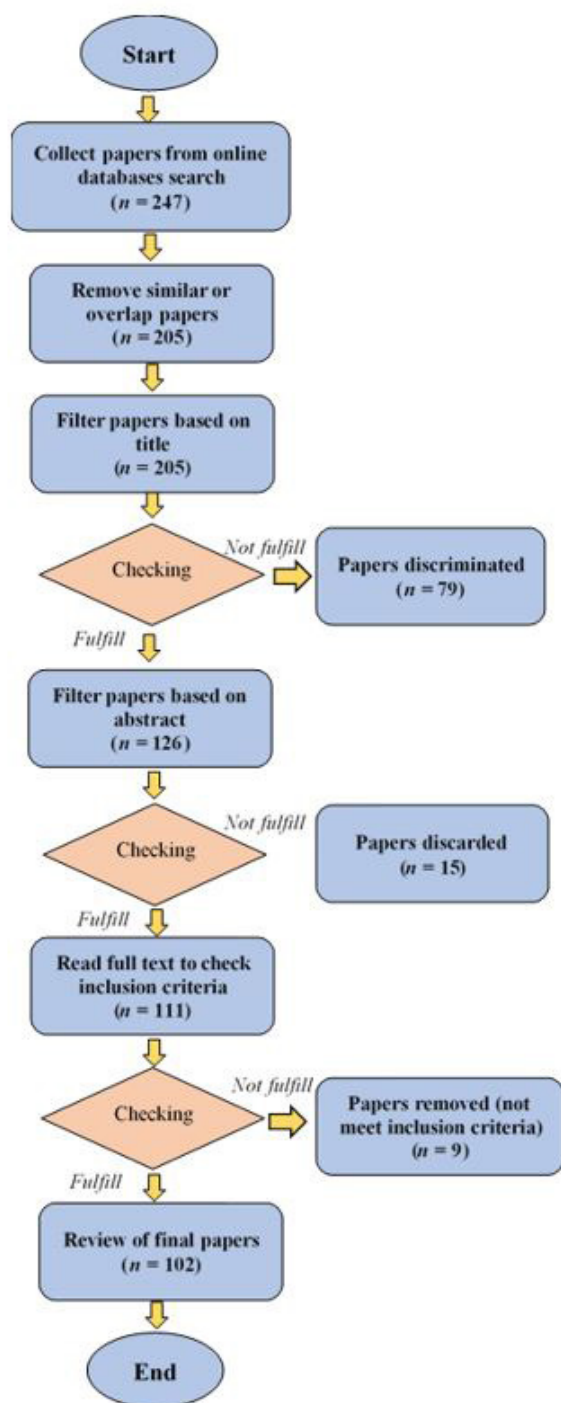 Start
Collect papers from online
databases search
(n = 247)
Remove similar or
overlap papers
(n = 205)
Filter papers based on
title
(n = 205)
Checking
Not fulfill
Papers discriminated
(n = 79)
Fulfill
Filter papers based on
abstract
(n = 126)
Checking
Not fulfill
Papers discarded
(n = 15)
Fulfill
Read full text to check
inclusion criteria
(n = 111)
Checking
Not fulfill
Papers removed (not
meet inclusion criteria)
(n = 9)
Fulfill
Review of final papers
(n = 102)
End